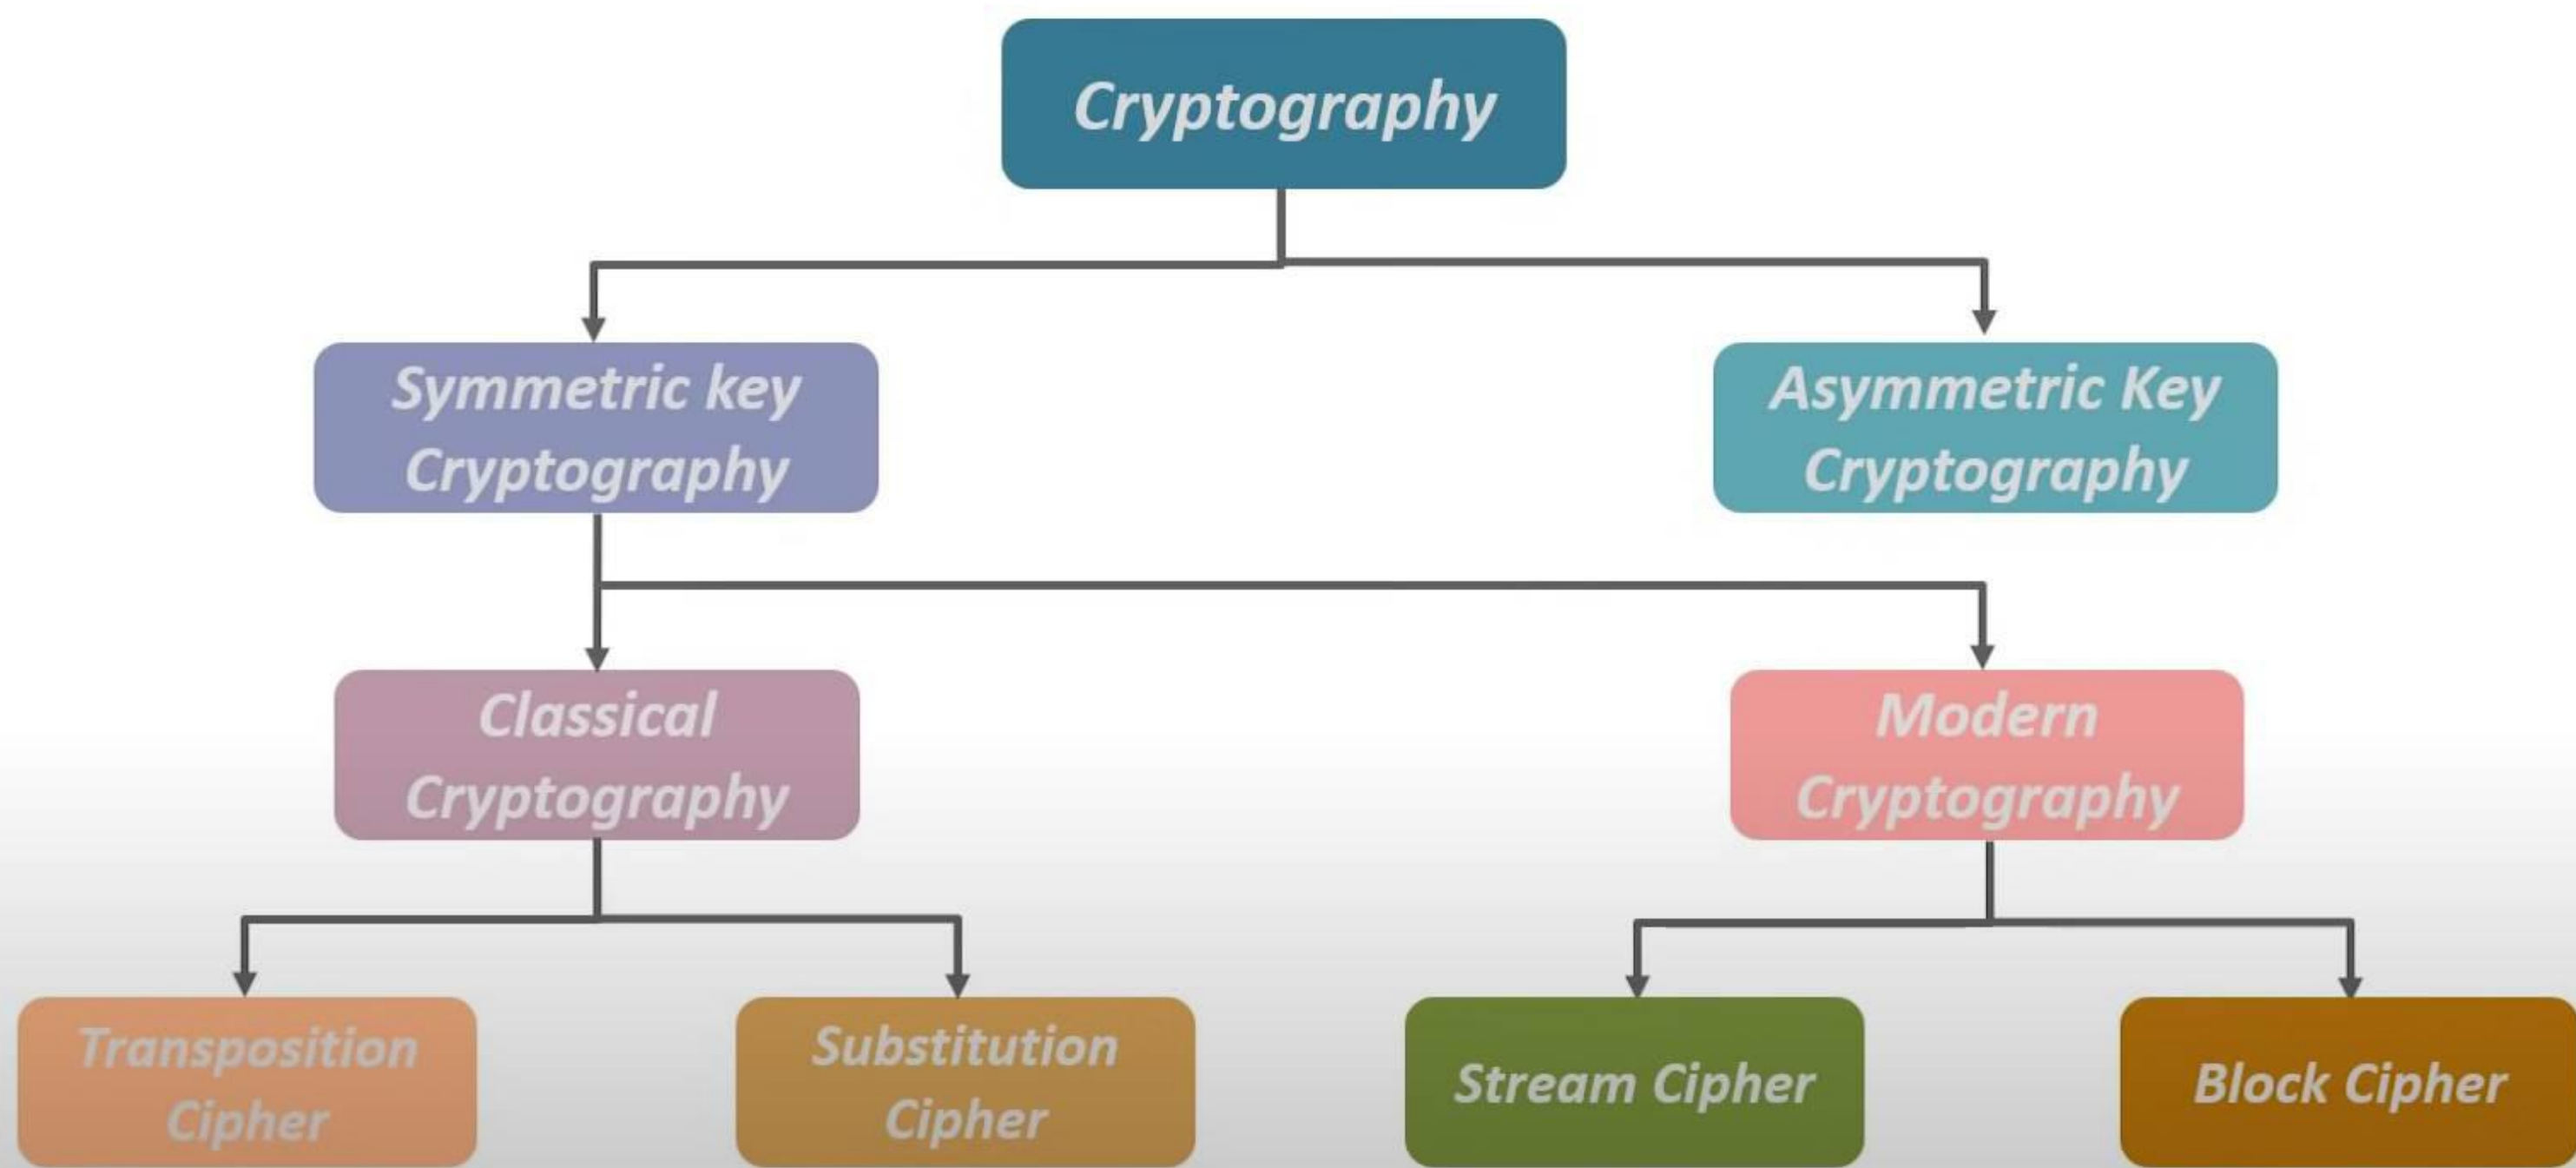 Cryptography
Symmetric key
Cryptography
Asymmetric Key
Cryptography
Classical
Cryptography
Modern
Cryptography
Transposition
Cipher
Substitution
Cipher
Stream Cipher
Block Cipher